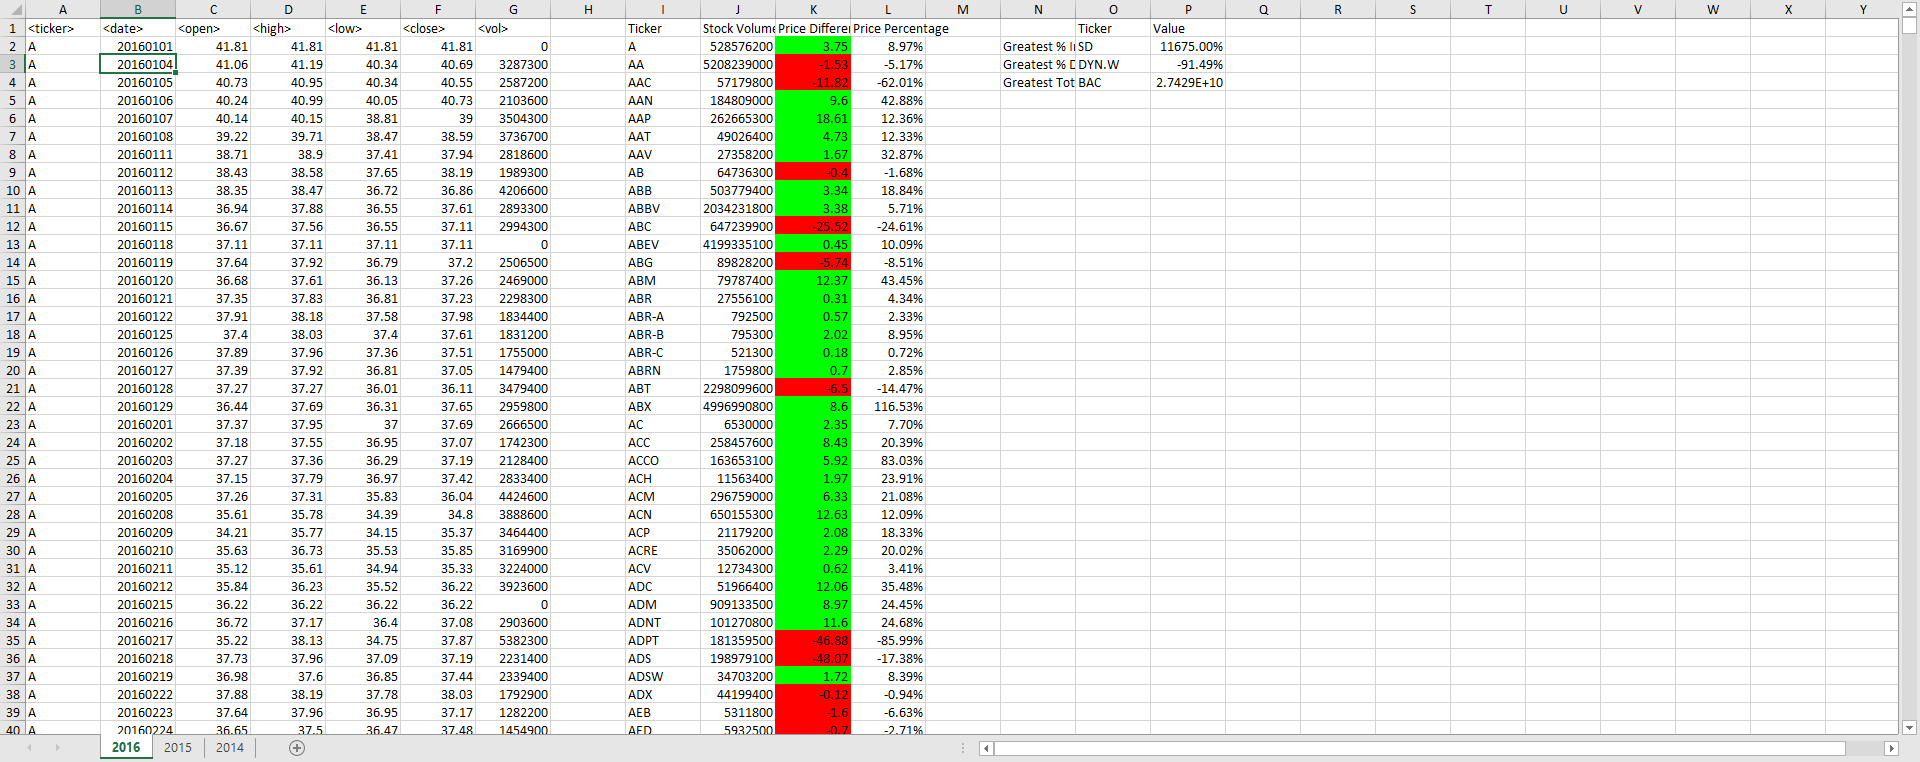 A B C D E F G H I J K L M N O P Q R S T U V W X Y
1 <ticker> <date> <open> <high> <low> <close> <vol> Ticker Stock Volume Price Differen Price Percentage Ticker Value
2 A 20160101 41.81 41.81 41.81 41.81 0 A 528576200 3.75 8.97% Greatest % I SD 11675.00%
3 A 20160104 41.06 41.19 40.34 40.69 3287300 AA 5208239000 -1.53 -5.17% Greatest % D DYN.W -91.49%
4 A 20160105 40.73 40.95 40.34 40.55 2587200 AAC 57179800 -11.82 -62.01% Greatest Tot BAC 2.7429E+10
5 A 20160106 40.24 40.99 40.05 40.73 2103600 AAN 184809000 9.6 42.88%
6 A 20160107 40.14 40.15 38.81 39 3504300 AAP 262665300 18.61 12.36%
7 A 20160108 39.22 39.71 38.47 38.59 3736700 AAT 49026400 4.73 12.33%
8 A 20160111 38.71 38.9 37.41 37.94 2818600 AAV 27358200 1.67 32.87%
9 A 20160112 38.43 38.58 37.65 38.19 1989300 AB 64736300 -0.4 -1.68%
10 A 20160113 38.35 38.47 36.72 36.86 4206600 ABB 503779400 3.34 18.84%
11 A 20160114 36.94 37.88 36.55 37.61 2893300 ABBV 2034231800 3.38 5.71%
12 A 20160115 36.67 37.56 36.55 37.11 2994300 ABC 647239900 -25.52 -24.61%
13 A 20160118 37.11 37.11 37.11 37.11 0 ABEV 4199335100 0.45 10.09%
14 A 20160119 37.64 37.92 36.79 37.2 2506500 ABG 89828200 -5.74 -8.51%
15 A 20160120 36.68 37.61 36.13 37.26 2469000 ABM 79787400 12.37 43.45%
16 A 20160121 37.35 37.83 36.81 37.23 2298300 ABR 27556100 0.31 4.34%
17 A 20160122 37.91 38.18 37.58 37.98 1834400 ABR-A 792500 0.57 2.33%
18 A 20160125 37.4 38.03 37.4 37.61 1831200 ABR-B 795300 2.02 8.95%
19 A 20160126 37.89 37.96 37.36 37.51 1755000 ABR-C 521300 0.18 0.72%
20 A 20160127 37.39 37.92 36.81 37.05 1479400 ABRN 1759800 0.7 2.85%
21 A 20160128 37.27 37.27 36.01 36.11 3479400 ABT 2298099600 -6.5 -14.47%
22 A 20160129 36.44 37.69 36.31 37.65 2959800 ABX 4996990800 8.6 116.53%
23 A 20160201 37.37 37.95 37 37.69 2666500 AC 6530000 2.35 7.70%
24 A 20160202 37.18 37.55 36.95 37.07 1742300 ACC 258457600 8.43 20.39%
25 A 20160203 37.27 37.36 36.29 37.19 2128400 ACCO 163653100 5.92 83.03%
26 A 20160204 37.15 37.79 36.97 37.42 2833400 ACH 11563400 1.97 23.91%
27 A 20160205 37.26 37.31 35.83 36.04 4424600 ACM 296759000 6.33 21.08%
28 A 20160208 35.61 35.78 34.39 34.8 3888600 ACN 650155300 12.63 12.09%
29 A 20160209 34.21 35.77 34.15 35.37 3464400 ACP 21179200 2.08 18.33%
30 A 20160210 35.63 36.73 35.53 35.85 3169900 ACRE 35062000 2.29 20.02%
31 A 20160211 35.12 35.61 34.94 35.33 3224000 ACV 12734300 0.62 3.41%
32 A 20160212 35.84 36.23 35.52 36.22 3923600 ADC 51966400 12.06 35.48%
33 A 20160215 36.22 36.22 36.22 36.22 0 ADM 909133500 8.97 24.45%
34 A 20160216 36.72 37.17 36.4 37.08 2903600 ADNT 101270800 11.6 24.68%
35 A 20160217 35.22 38.13 34.75 37.87 5382300 ADPT 181359500 -46.88 -85.99%
36 A 20160218 37.73 37.96 37.09 37.19 2231400 ADS 198979100 -48.07 -17.38%
37 A 20160219 36.98 37.6 36.85 37.44 2339400 ADSW 34703200 1.72 8.39%
38 A 20160222 37.88 38.19 37.78 38.03 1792900 ADX 44199400 -0.12 -0.94%
39 A 20160223 37.64 37.96 36.95 37.17 1282200 AEB 5311800 -1.6 -6.63%
40 A 20160224 36.65 37.5 36.47 37.48 1454900 AED 5932500 -0.7 -2.71%
2016 2015 2014